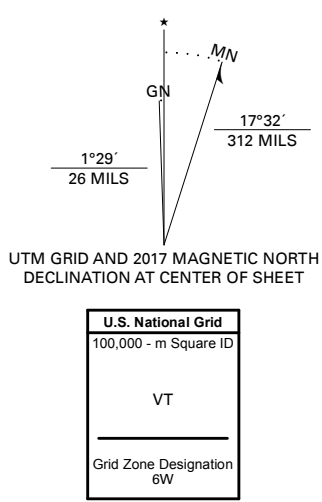 ★
MN
GN
17°32´
312 MILS
1°29´
26 MILS
UTM GRID AND 2017 MAGNETIC NORTH
DECLINATION AT CENTER OF SHEET
U.S. National Grid
100,000 - m Square ID
VT
Grid Zone Designation
6W